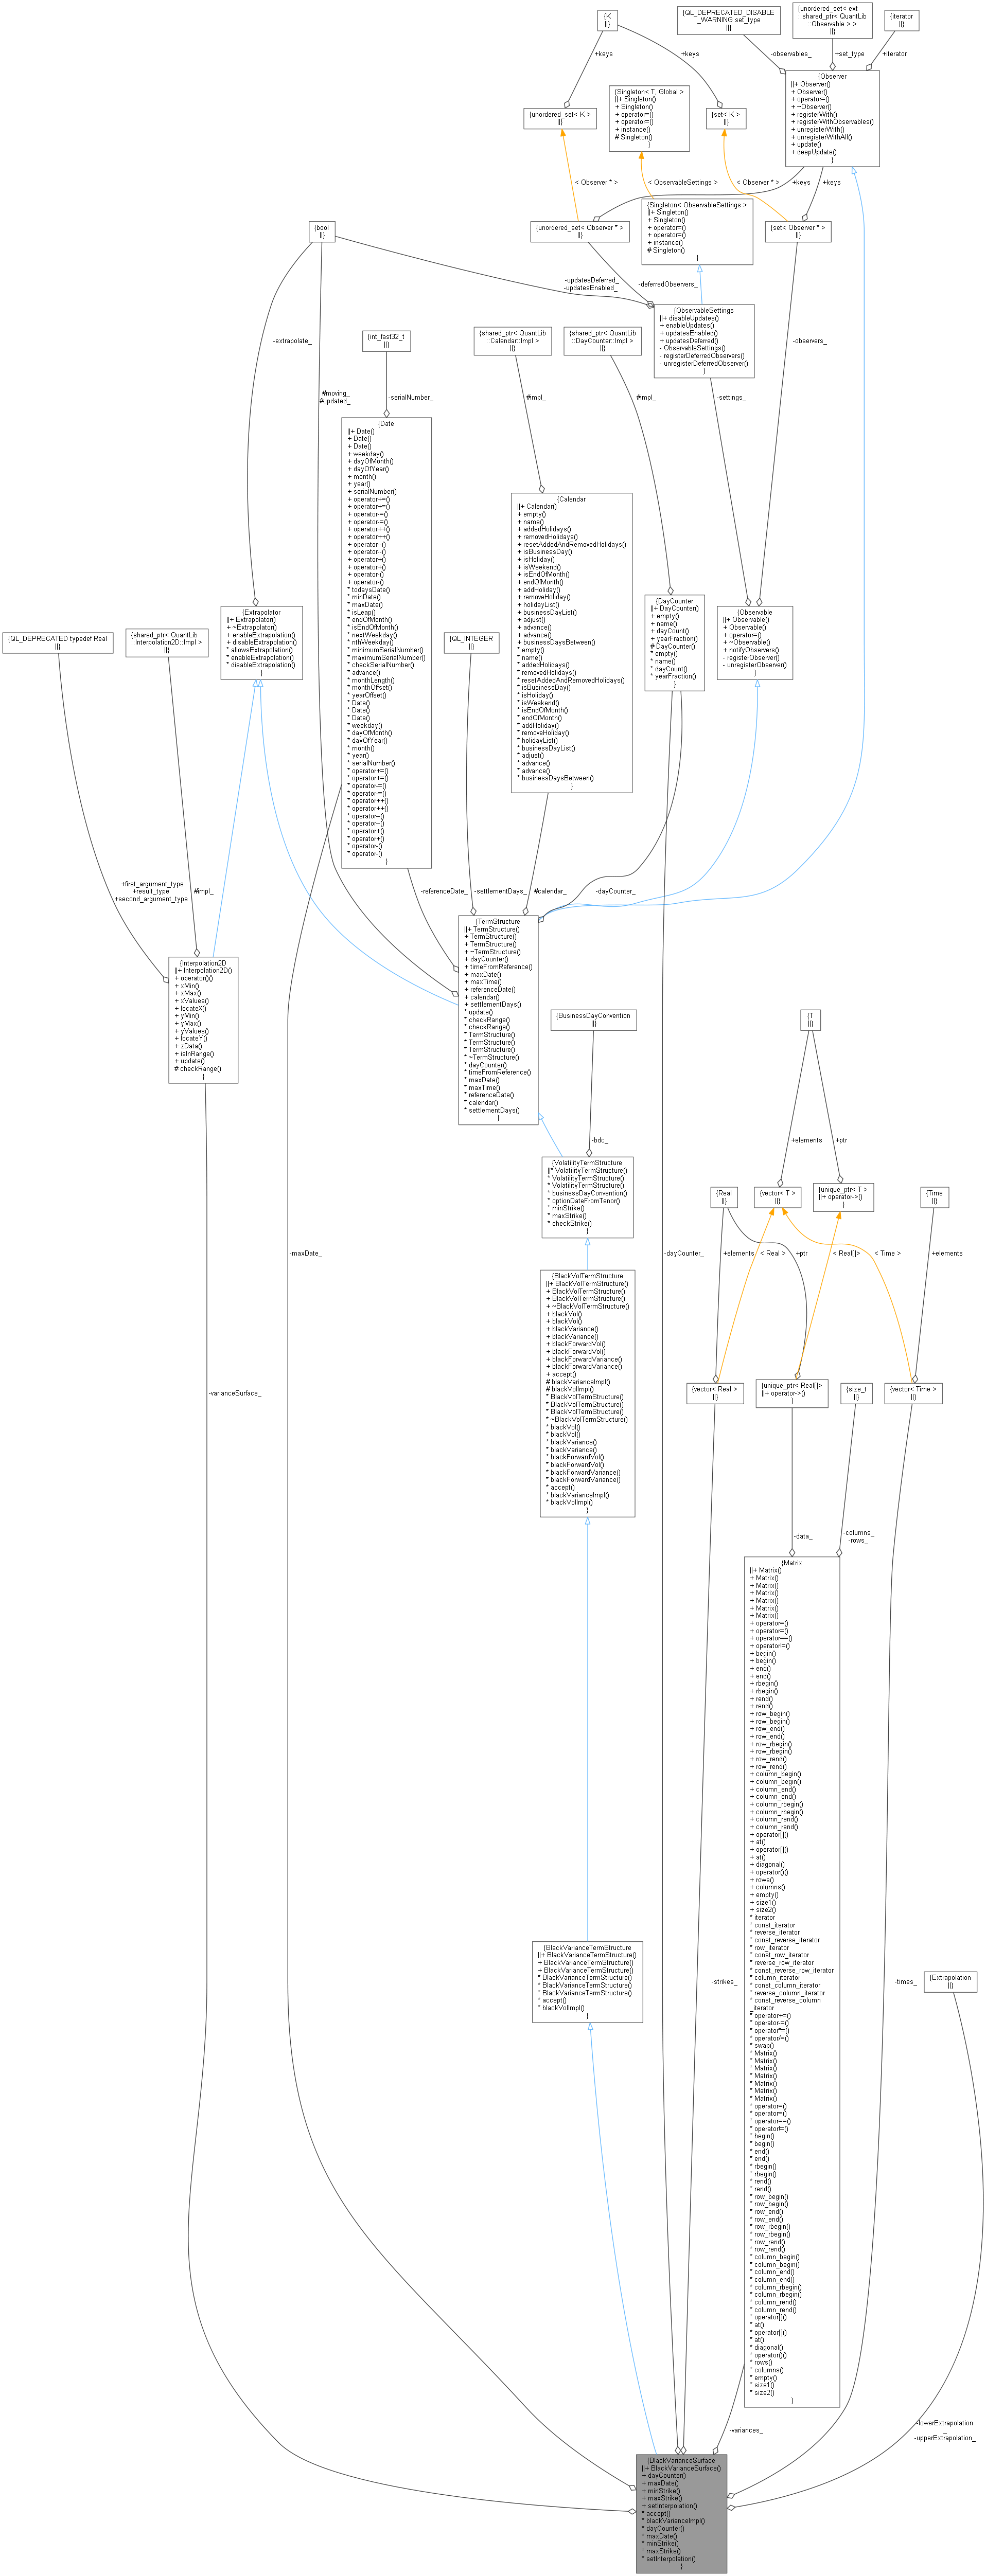 {K
||}
{QL_DEPRECATED_DISABLE
_WARNING set_type
||}
{unordered_set< ext
::shared_ptr< QuantLib
::Observable > >
||}
{iterator
||}
+keys
+keys
-observables_
+set_type
+iterator
{Observer
||+ Observer()
+ Observer()
+ operator=()
+ ~Observer()
+ registerWith()
+ registerWithObservables()
+ unregisterWith()
+ unregisterWithAll()
+ update()
+ deepUpdate()
}
{Singleton< T, Global >
||+ Singleton()
+ Singleton()
+ operator=()
+ operator=()
+ instance()
# Singleton()
}
{unordered_set< K >
||}
{set< K >
||}
< Observer * >
< ObservableSettings >
< Observer * >
+keys
+keys
{Singleton< ObservableSettings >
||+ Singleton()
+ Singleton()
+ operator=()
+ operator=()
+ instance()
# Singleton()
}
{bool
||}
{unordered_set< Observer * >
||}
{set< Observer * >
||}
-updatesDeferred_
-updatesEnabled_
-deferredObservers_
{ObservableSettings
||+ disableUpdates()
+ enableUpdates()
+ updatesEnabled()
+ updatesDeferred()
- ObservableSettings()
- registerDeferredObservers()
- unregisterDeferredObserver()
}
{int_fast32_t
||}
{shared_ptr< QuantLib
::Calendar::Impl >
||}
{shared_ptr< QuantLib
::DayCounter::Impl >
||}
-extrapolate_
-observers_
#moving_
#updated_
-serialNumber_
#impl_
#impl_
-settings_
{Date
||+ Date()
+ Date()
+ Date()
+ weekday()
+ dayOfMonth()
+ dayOfYear()
+ month()
+ year()
+ serialNumber()
+ operator+=()
+ operator+=()
+ operator-=()
+ operator-=()
+ operator++()
+ operator++()
+ operator--()
+ operator--()
+ operator+()
+ operator+()
+ operator-()
+ operator-()
* todaysDate()
* minDate()
* maxDate()
* isLeap()
* endOfMonth()
* isEndOfMonth()
* nextWeekday()
* nthWeekday()
* minimumSerialNumber()
* maximumSerialNumber()
* checkSerialNumber()
* advance()
* monthLength()
* monthOffset()
* yearOffset()
* Date()
* Date()
* Date()
* weekday()
* dayOfMonth()
* dayOfYear()
* month()
* year()
* serialNumber()
* operator+=()
* operator+=()
* operator-=()
* operator-=()
* operator++()
* operator++()
* operator--()
* operator--()
* operator+()
* operator+()
* operator-()
* operator-()
}
{Calendar
||+ Calendar()
+ empty()
+ name()
+ addedHolidays()
+ removedHolidays()
+ resetAddedAndRemovedHolidays()
+ isBusinessDay()
+ isHoliday()
+ isWeekend()
+ isEndOfMonth()
+ endOfMonth()
+ addHoliday()
+ removeHoliday()
+ holidayList()
+ businessDayList()
+ adjust()
+ advance()
+ advance()
+ businessDaysBetween()
* empty()
* name()
* addedHolidays()
* removedHolidays()
* resetAddedAndRemovedHolidays()
* isBusinessDay()
* isHoliday()
* isWeekend()
* isEndOfMonth()
* endOfMonth()
* addHoliday()
* removeHoliday()
* holidayList()
* businessDayList()
* adjust()
* advance()
* advance()
* businessDaysBetween()
}
{DayCounter
||+ DayCounter()
+ empty()
+ name()
+ dayCount()
+ yearFraction()
# DayCounter()
* empty()
* name()
* dayCount()
* yearFraction()
}
{Observable
||+ Observable()
+ Observable()
+ operator=()
+ ~Observable()
+ notifyObservers()
- registerObserver()
- unregisterObserver()
}
{Extrapolator
||+ Extrapolator()
+ ~Extrapolator()
+ enableExtrapolation()
+ disableExtrapolation()
* allowsExtrapolation()
* enableExtrapolation()
* disableExtrapolation()
}
{QL_DEPRECATED typedef Real
||}
{shared_ptr< QuantLib
::Interpolation2D::Impl >
||}
{QL_INTEGER
||}
+first_argument_type
+result_type
+second_argument_type
#impl_
-referenceDate_
-settlementDays_
#calendar_
-dayCounter_
{TermStructure
||+ TermStructure()
+ TermStructure()
+ TermStructure()
+ ~TermStructure()
+ dayCounter()
+ timeFromReference()
+ maxDate()
+ maxTime()
+ referenceDate()
+ calendar()
+ settlementDays()
* update()
* checkRange()
* checkRange()
* TermStructure()
* TermStructure()
* TermStructure()
* ~TermStructure()
* dayCounter()
* timeFromReference()
* maxDate()
* maxTime()
* referenceDate()
* calendar()
* settlementDays()
}
{Interpolation2D
||+ Interpolation2D()
+ operator()()
+ xMin()
+ xMax()
+ xValues()
+ locateX()
+ yMin()
+ yMax()
+ yValues()
+ locateY()
+ zData()
+ isInRange()
+ update()
# checkRange()
}
{BusinessDayConvention
||}
{T
||}
-bdc_
+elements
+ptr
{VolatilityTermStructure
||* VolatilityTermStructure()
* VolatilityTermStructure()
* VolatilityTermStructure()
* businessDayConvention()
* optionDateFromTenor()
* minStrike()
* maxStrike()
* checkStrike()
}
{Real
||}
{vector< T >
||}
{unique_ptr< T >
||+ operator->()
}
{Time
||}
-maxDate_
-dayCounter_
+elements
< Real >
+ptr
< Real[]>
< Time >
+elements
{BlackVolTermStructure
||+ BlackVolTermStructure()
+ BlackVolTermStructure()
+ BlackVolTermStructure()
+ ~BlackVolTermStructure()
+ blackVol()
+ blackVol()
+ blackVariance()
+ blackVariance()
+ blackForwardVol()
+ blackForwardVol()
+ blackForwardVariance()
+ blackForwardVariance()
+ accept()
# blackVarianceImpl()
# blackVolImpl()
* BlackVolTermStructure()
* BlackVolTermStructure()
* BlackVolTermStructure()
* ~BlackVolTermStructure()
* blackVol()
* blackVol()
* blackVariance()
* blackVariance()
* blackForwardVol()
* blackForwardVol()
* blackForwardVariance()
* blackForwardVariance()
* accept()
* blackVarianceImpl()
* blackVolImpl()
}
{vector< Real >
||}
{unique_ptr< Real[]>
||+ operator->()
}
{size_t
||}
{vector< Time >
||}
-varianceSurface_
-data_
-columns_
-rows_
{Matrix
||+ Matrix()
+ Matrix()
+ Matrix()
+ Matrix()
+ Matrix()
+ Matrix()
+ Matrix()
+ operator=()
+ operator=()
+ operator==()
+ operator!=()
+ begin()
+ begin()
+ end()
+ end()
+ rbegin()
+ rbegin()
+ rend()
+ rend()
+ row_begin()
+ row_begin()
+ row_end()
+ row_end()
+ row_rbegin()
+ row_rbegin()
+ row_rend()
+ row_rend()
+ column_begin()
+ column_begin()
+ column_end()
+ column_end()
+ column_rbegin()
+ column_rbegin()
+ column_rend()
+ column_rend()
+ operator[]()
+ at()
+ operator[]()
+ at()
+ diagonal()
+ operator()()
+ rows()
+ columns()
+ empty()
+ size1()
+ size2()
* iterator
* const_iterator
* reverse_iterator
* const_reverse_iterator
* row_iterator
* const_row_iterator
* reverse_row_iterator
* const_reverse_row_iterator
* column_iterator
* const_column_iterator
* reverse_column_iterator
* const_reverse_column
_iterator
* operator+=()
* operator-=()
* operator*=()
* operator/=()
* swap()
* Matrix()
* Matrix()
* Matrix()
* Matrix()
* Matrix()
* Matrix()
* Matrix()
* operator=()
* operator=()
* operator==()
* operator!=()
* begin()
* begin()
* end()
* end()
* rbegin()
* rbegin()
* rend()
* rend()
* row_begin()
* row_begin()
* row_end()
* row_end()
* row_rbegin()
* row_rbegin()
* row_rend()
* row_rend()
* column_begin()
* column_begin()
* column_end()
* column_end()
* column_rbegin()
* column_rbegin()
* column_rend()
* column_rend()
* operator[]()
* at()
* operator[]()
* at()
* diagonal()
* operator()()
* rows()
* columns()
* empty()
* size1()
* size2()
}
{BlackVarianceTermStructure
||+ BlackVarianceTermStructure()
+ BlackVarianceTermStructure()
+ BlackVarianceTermStructure()
* BlackVarianceTermStructure()
* BlackVarianceTermStructure()
* BlackVarianceTermStructure()
* accept()
* blackVolImpl()
}
-strikes_
-times_
{Extrapolation
||}
-variances_
-lowerExtrapolation
_
-upperExtrapolation_
{BlackVarianceSurface
||+ BlackVarianceSurface()
+ dayCounter()
+ maxDate()
+ minStrike()
+ maxStrike()
+ setInterpolation()
* accept()
* blackVarianceImpl()
* dayCounter()
* maxDate()
* minStrike()
* maxStrike()
* setInterpolation()
}